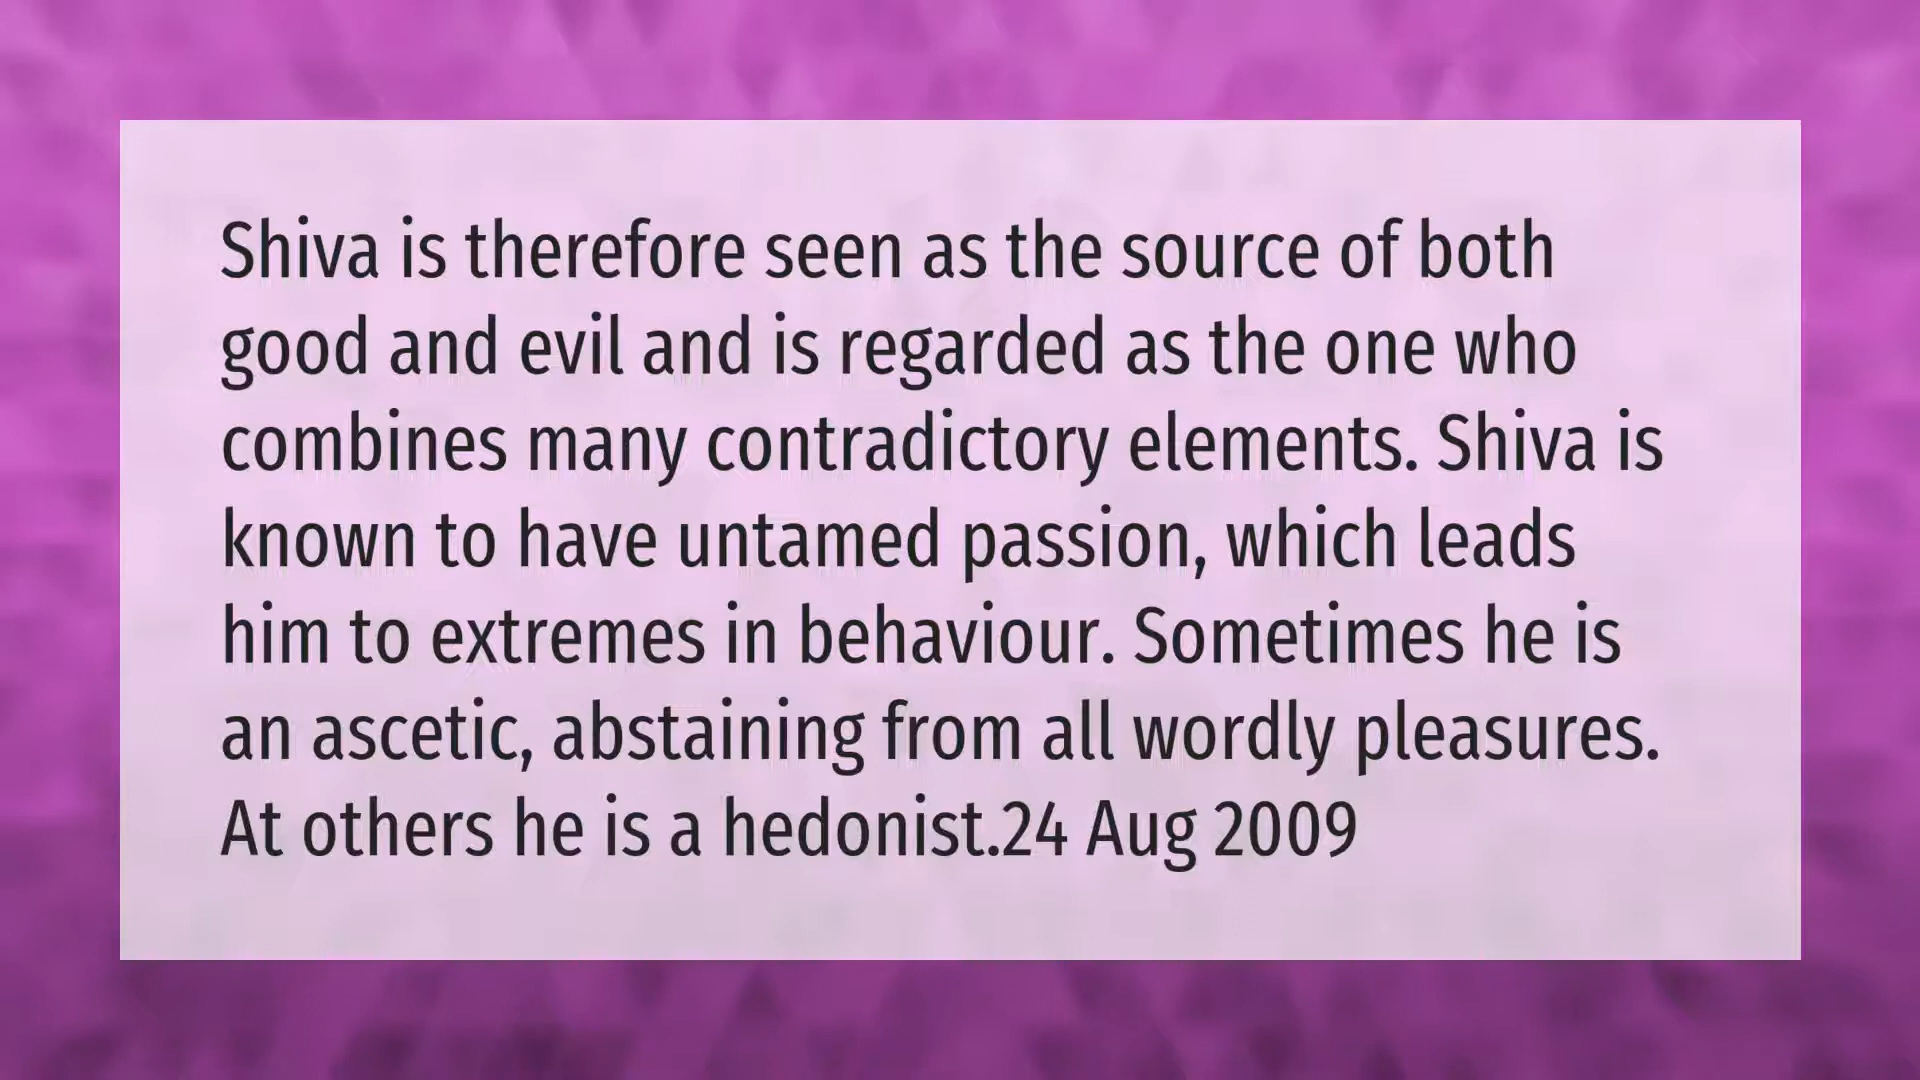 Shiva is therefore seen as the source of both
good and evil and is regarded as the one who
combines many contradictory elements. Shiva is
known to have untamed passion, which leads
him to extremes in behaviour. Sometimes he is
an ascetic, abstaining from all wordly pleasures.
At others he is a hedonist.24 Aug 2009